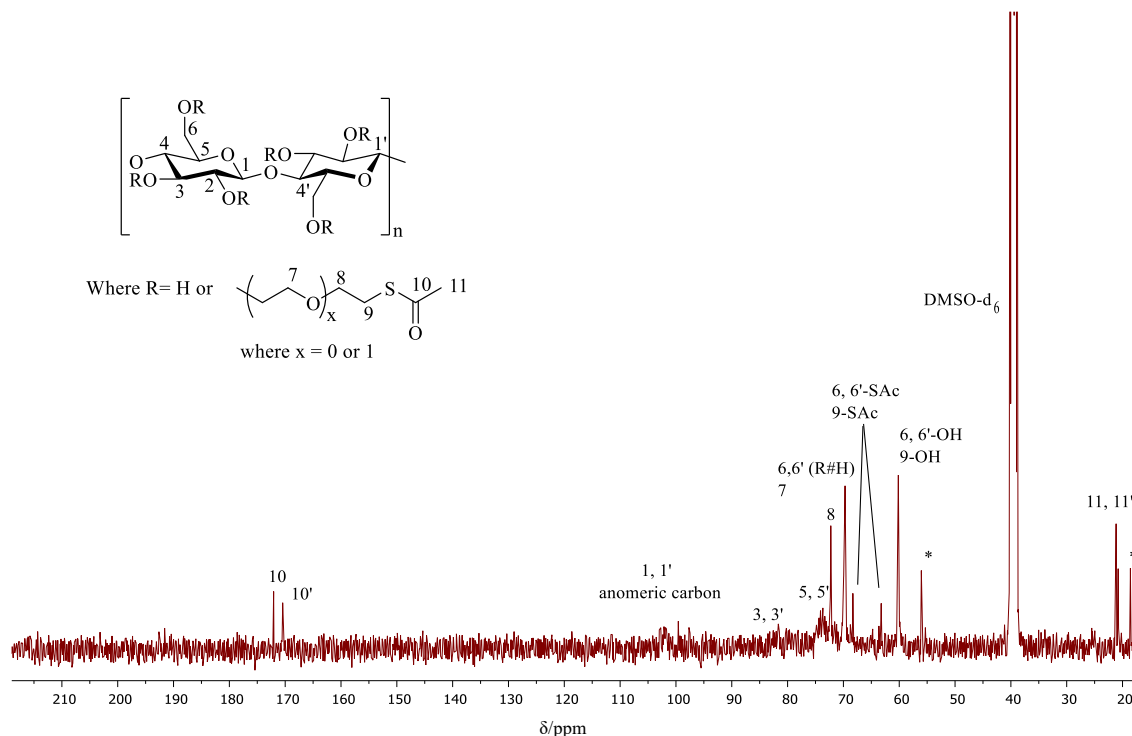 OR
6
4
5
O
O
RO
3
2
OR
1
O
RO
OR
1'
O
4'
OR
n
Where R= H or
7
O
x
8
9
S
10
11
O
where x = 0 or 1
DMSO-d6
6, 6'-SAc
9-SAc
6, 6'-OH
9-OH
6,6' (R#H)
7
8
*
11, 11'
*
10
10'
1, 1'
anomeric carbon
3, 3'
5, 5'
210 200 190 180 170 160 150 140 130 120 110 100 90 80 70 60 50 40 30 20
δ/ppm